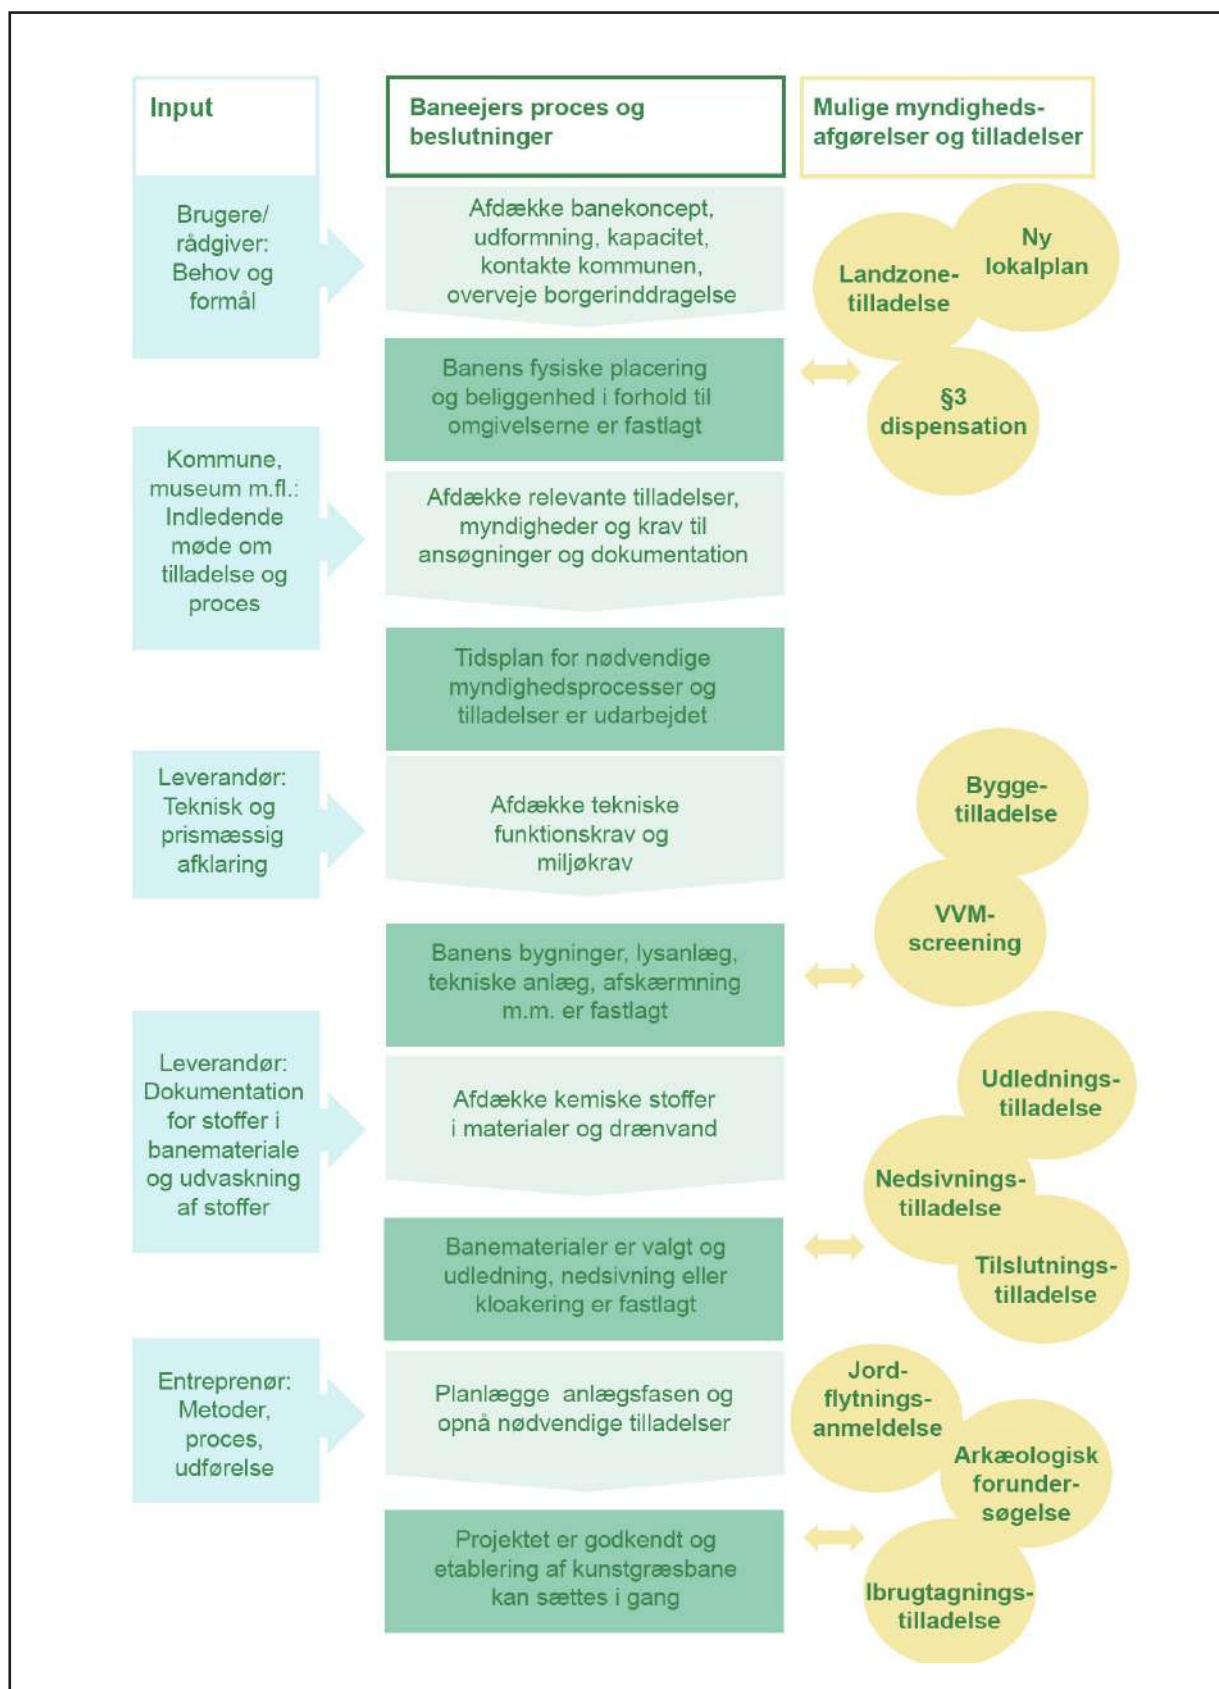 Input
Baneejers proces og
beslutninger
Mulige myndigheds-
afgørelser og tilladelser
Brugere/
rådgiver:
Behov og
formål
Afdække banekoncept,
udformning, kapacitet,
kontakte kommunen,
overveje borgerinddragelse
Ny
lokalplan
Landzone-
tilladelse
Banens fysiske placering
og beliggenhed i forhold til
omgivelserne er fastlagt
§3
dispensation
Kommune,
museum m.fl.:
Indledende
møde om
tilladelse og
proces
Afdække relevante tilladelser,
myndigheder og krav til
ansøgninger og dokumentation
Tidsplan for nødvendige
myndighedsprocesser og
tilladelser er udarbejdet
Leverandør:
Teknisk og
prismæssig
afklaring
Afdække tekniske
funktionskrav og
miljøkrav
Bygge-
tilladelse
VVM-
screening
Banens bygninger, lysanlæg,
tekniske anlæg, afskærmning
m.m. er fastlagt
Leverandør:
Dokumentation
for stoffer i
banemateriale
og udvaskning
af stoffer
Afdække kemiske stoffer
i materialer og drænvand
Udlednings-
tilladelse
Nedsivnings-
tilladelse
Tilslutnings-
tilladelse
Banematerialer er valgt og
udledning, nedsivning eller
kloakering er fastlagt
Entreprenør:
Metoder,
proces,
udførelse
Planlægge anlægsfasen og
opnå nødvendige tilladelser
Jord-
flytnings-
anmeldelse
Arkæologisk
forunder-
søgelse
Projektet er godkendt og
etablering af kunstgræsbane
kan sættes i gang
Ibrugtagnings-
tilladelse